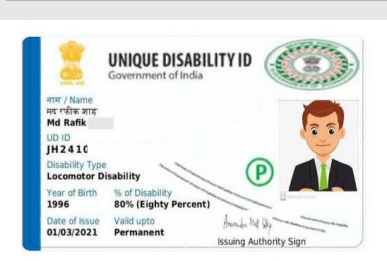 UNIQUE DISABILITY ID
Government of India
नाम / Name
मद रफीक शाह
Md Rafik
UD ID
JH2410
Disability Type
Locomotor Disability
Year of Birth % of Disability
1996 80% (Eighty Percent)
Date of Issue Valid upto
01/03/2021 Permanent
P
Issuing Authority Sign